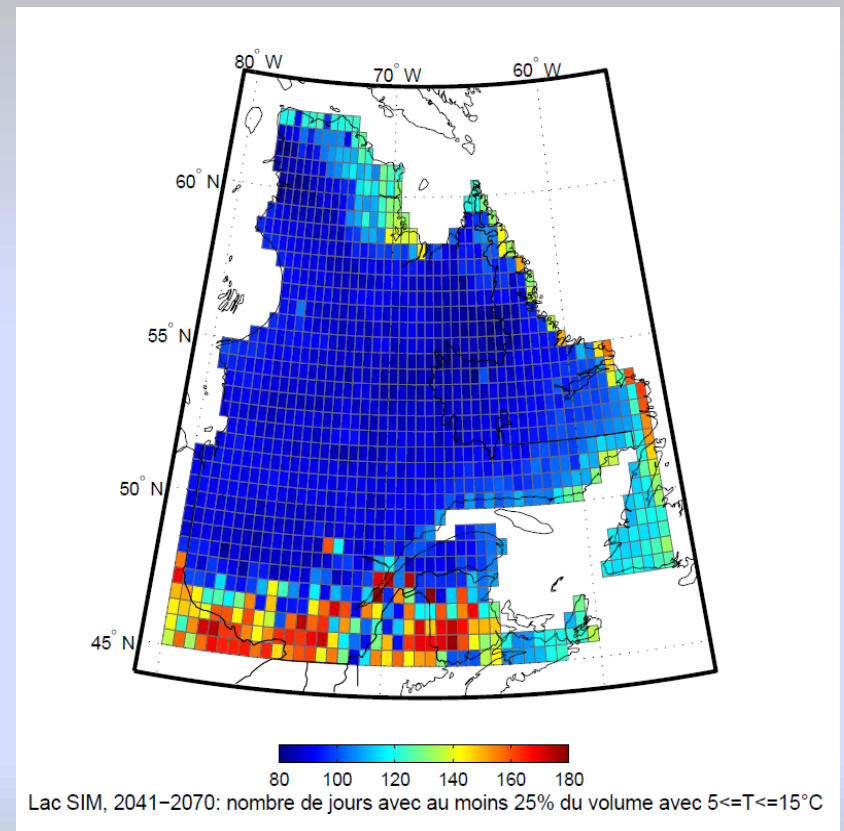 80° W
70° W
60° W
60° N
55° N
50° N
45° N
80 100 120 140 160 180
Lac SIM, 2041−2070: nombre de jours avec au moins 25% du volume avec 5<=T<=15°C